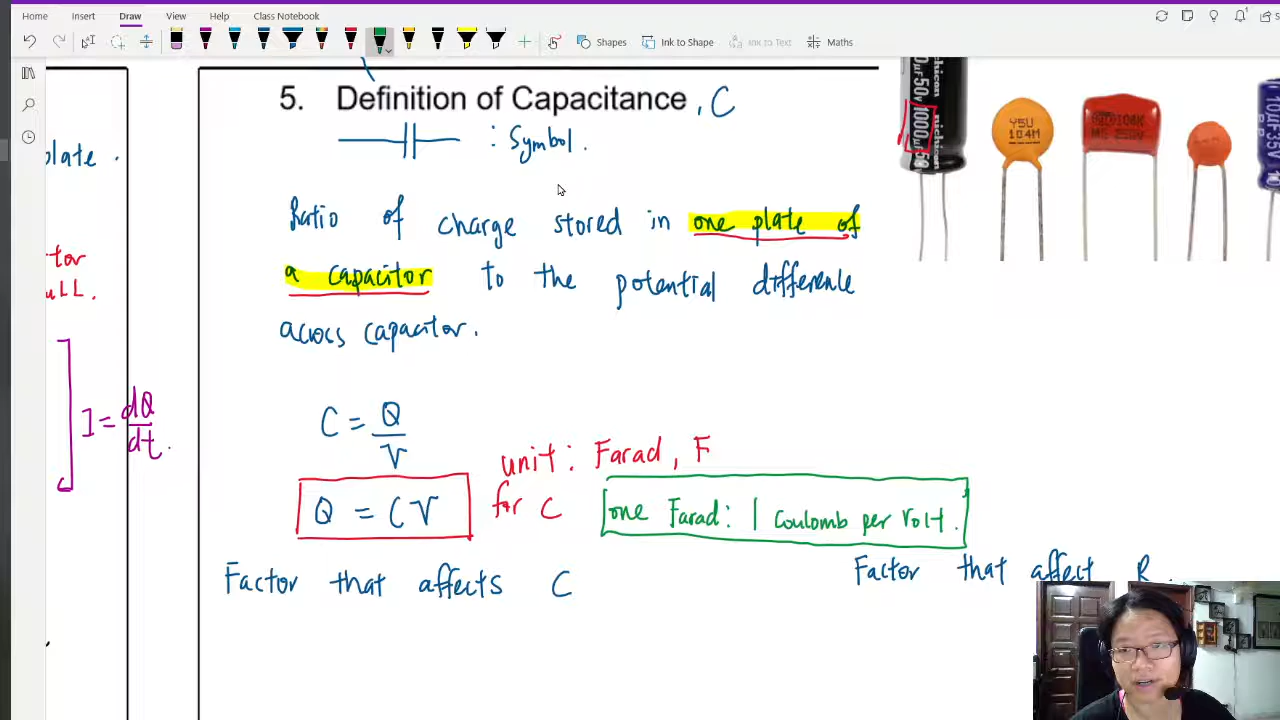 Home Insert Draw View Help Class Notebook
Shapes Ink to Shape Ink to Text Maths
5. Definition of Capacitance, C
: Symbol.
Ratio of charge stored in one plate of
a capacitor to the potential difference
across capacitor.
C = Q/V
Q = CV
unit: Farad, F
for C
one Farad: 1 Coulomb per Volt.
Factor that affects C
Factor that affect R
plate.
I = dQ/dt.
nichicon
1000µF50
Y5U
104M